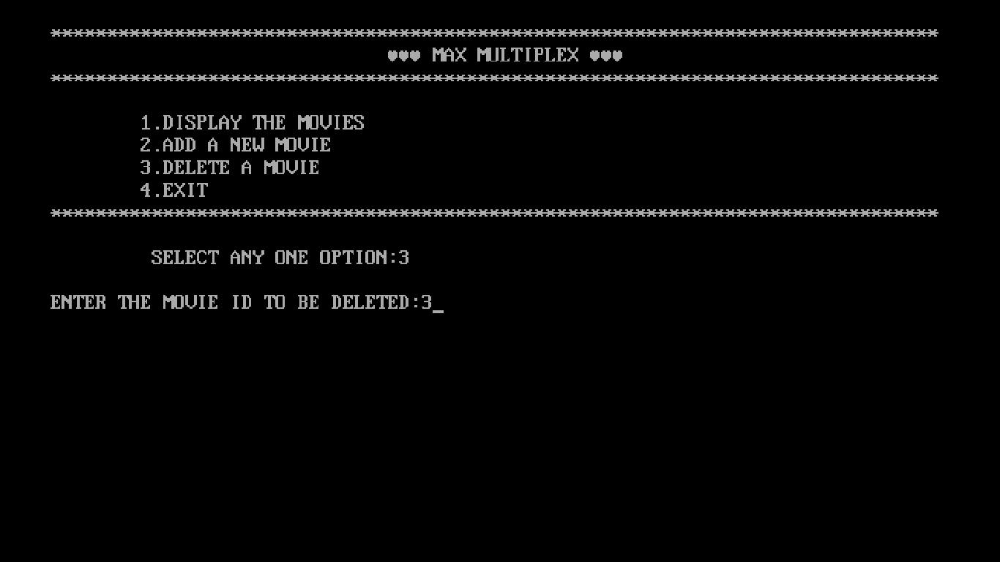 *******************************************************************************
♥♥♥ MAX MULTIPLEX ♥♥♥
*******************************************************************************
1.DISPLAY THE MOVIES
2.ADD A NEW MOVIE
3.DELETE A MOVIE
4.EXIT
*******************************************************************************
SELECT ANY ONE OPTION:3
ENTER THE MOVIE ID TO BE DELETED:3_